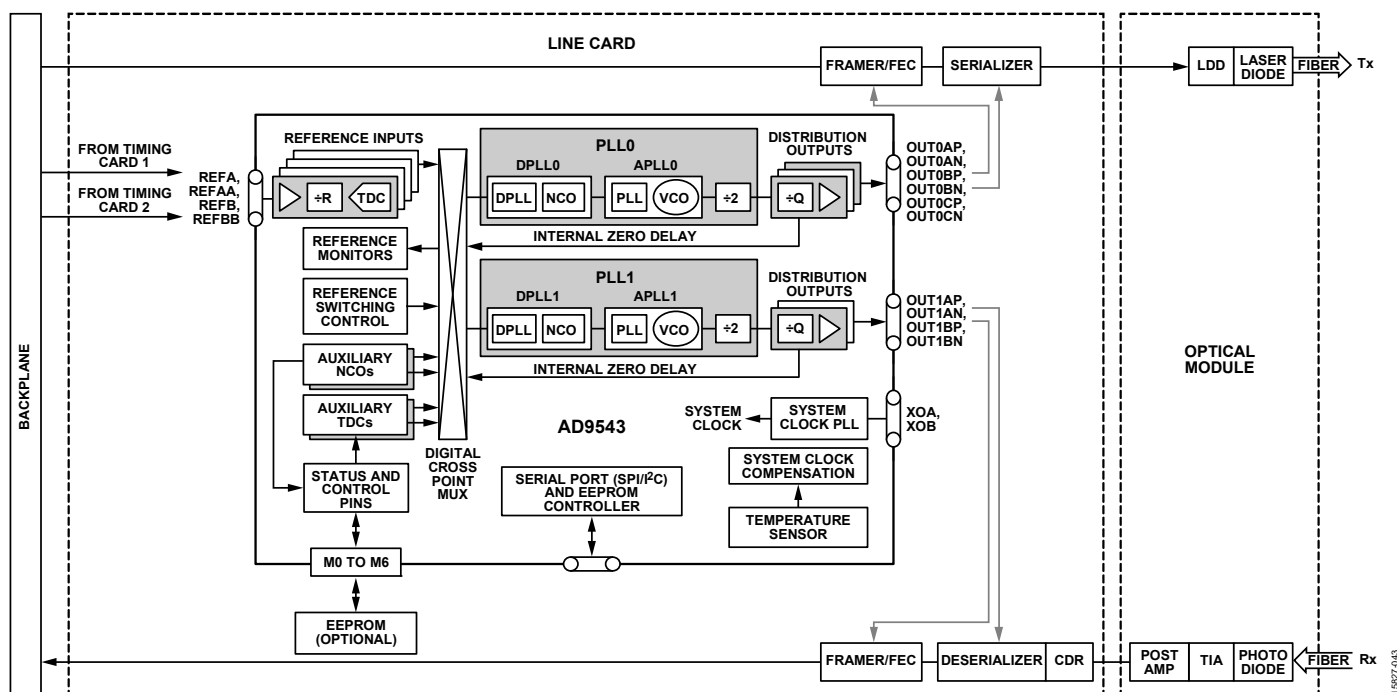 LINE CARD
FRAMER/FEC
SERIALIZER
LDD
LASER
DIODE
FIBER
Tx
BACKPLANE
FROM TIMING
CARD 1
FROM TIMING
CARD 2
REFA,
REFAA,
REFB,
REFBB
REFERENCE INPUTS
÷R
TDC
REFERENCE
MONITORS
REFERENCE
SWITCHING
CONTROL
AUXILIARY
NCOs
AUXILIARY
TDCs
STATUS AND
CONTROL
PINS
M0 TO M6
EEPROM
(OPTIONAL)
DIGITAL
CROSS
POINT
MUX
PLL0
DPLL0
APLL0
DPLL
NCO
PLL
VCO
÷2
INTERNAL ZERO DELAY
DISTRIBUTION
OUTPUTS
÷Q
OUT0AP,
OUT0AN,
OUT0BP,
OUT0BN,
OUT0CP,
OUT0CN
PLL1
DPLL1
APLL1
DPLL
NCO
PLL
VCO
÷2
INTERNAL ZERO DELAY
DISTRIBUTION
OUTPUTS
÷Q
OUT1AP,
OUT1AN,
OUT1BP,
OUT1BN
AD9543
SYSTEM
CLOCK
SYSTEM
CLOCK PLL
XOA,
XOB
SYSTEM CLOCK
COMPENSATION
TEMPERATURE
SENSOR
SERIAL PORT (SPI/I²C)
AND EEPROM
CONTROLLER
OPTICAL
MODULE
FRAMER/FEC
DESERIALIZER
CDR
POST
AMP
TIA
PHOTO
DIODE
FIBER
Rx